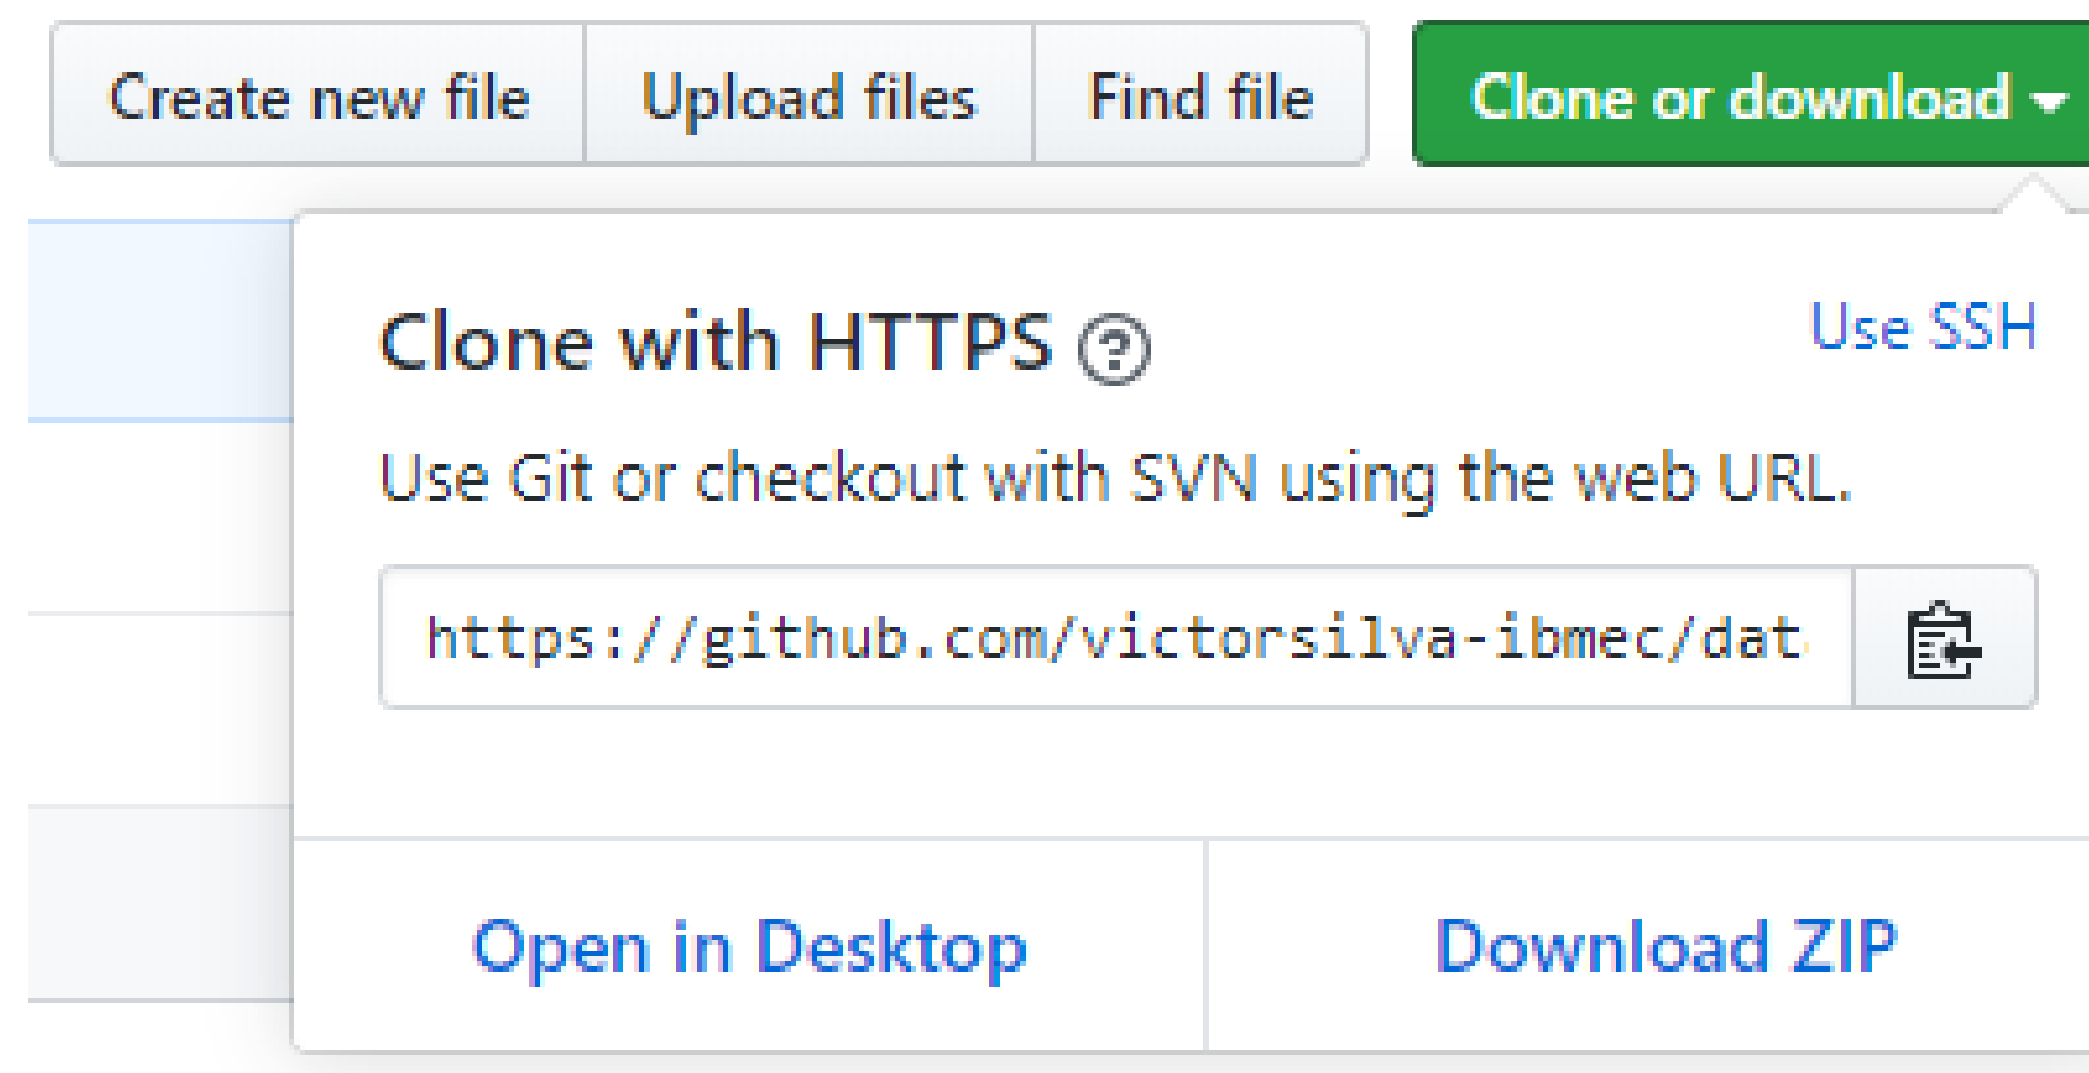 Create new file Upload files Find file Clone or download
Clone with HTTPS Use SSH
Use Git or checkout with SVN using the web URL.
https://github.com/victorsilva-ibmec/dat
Open in Desktop Download ZIP